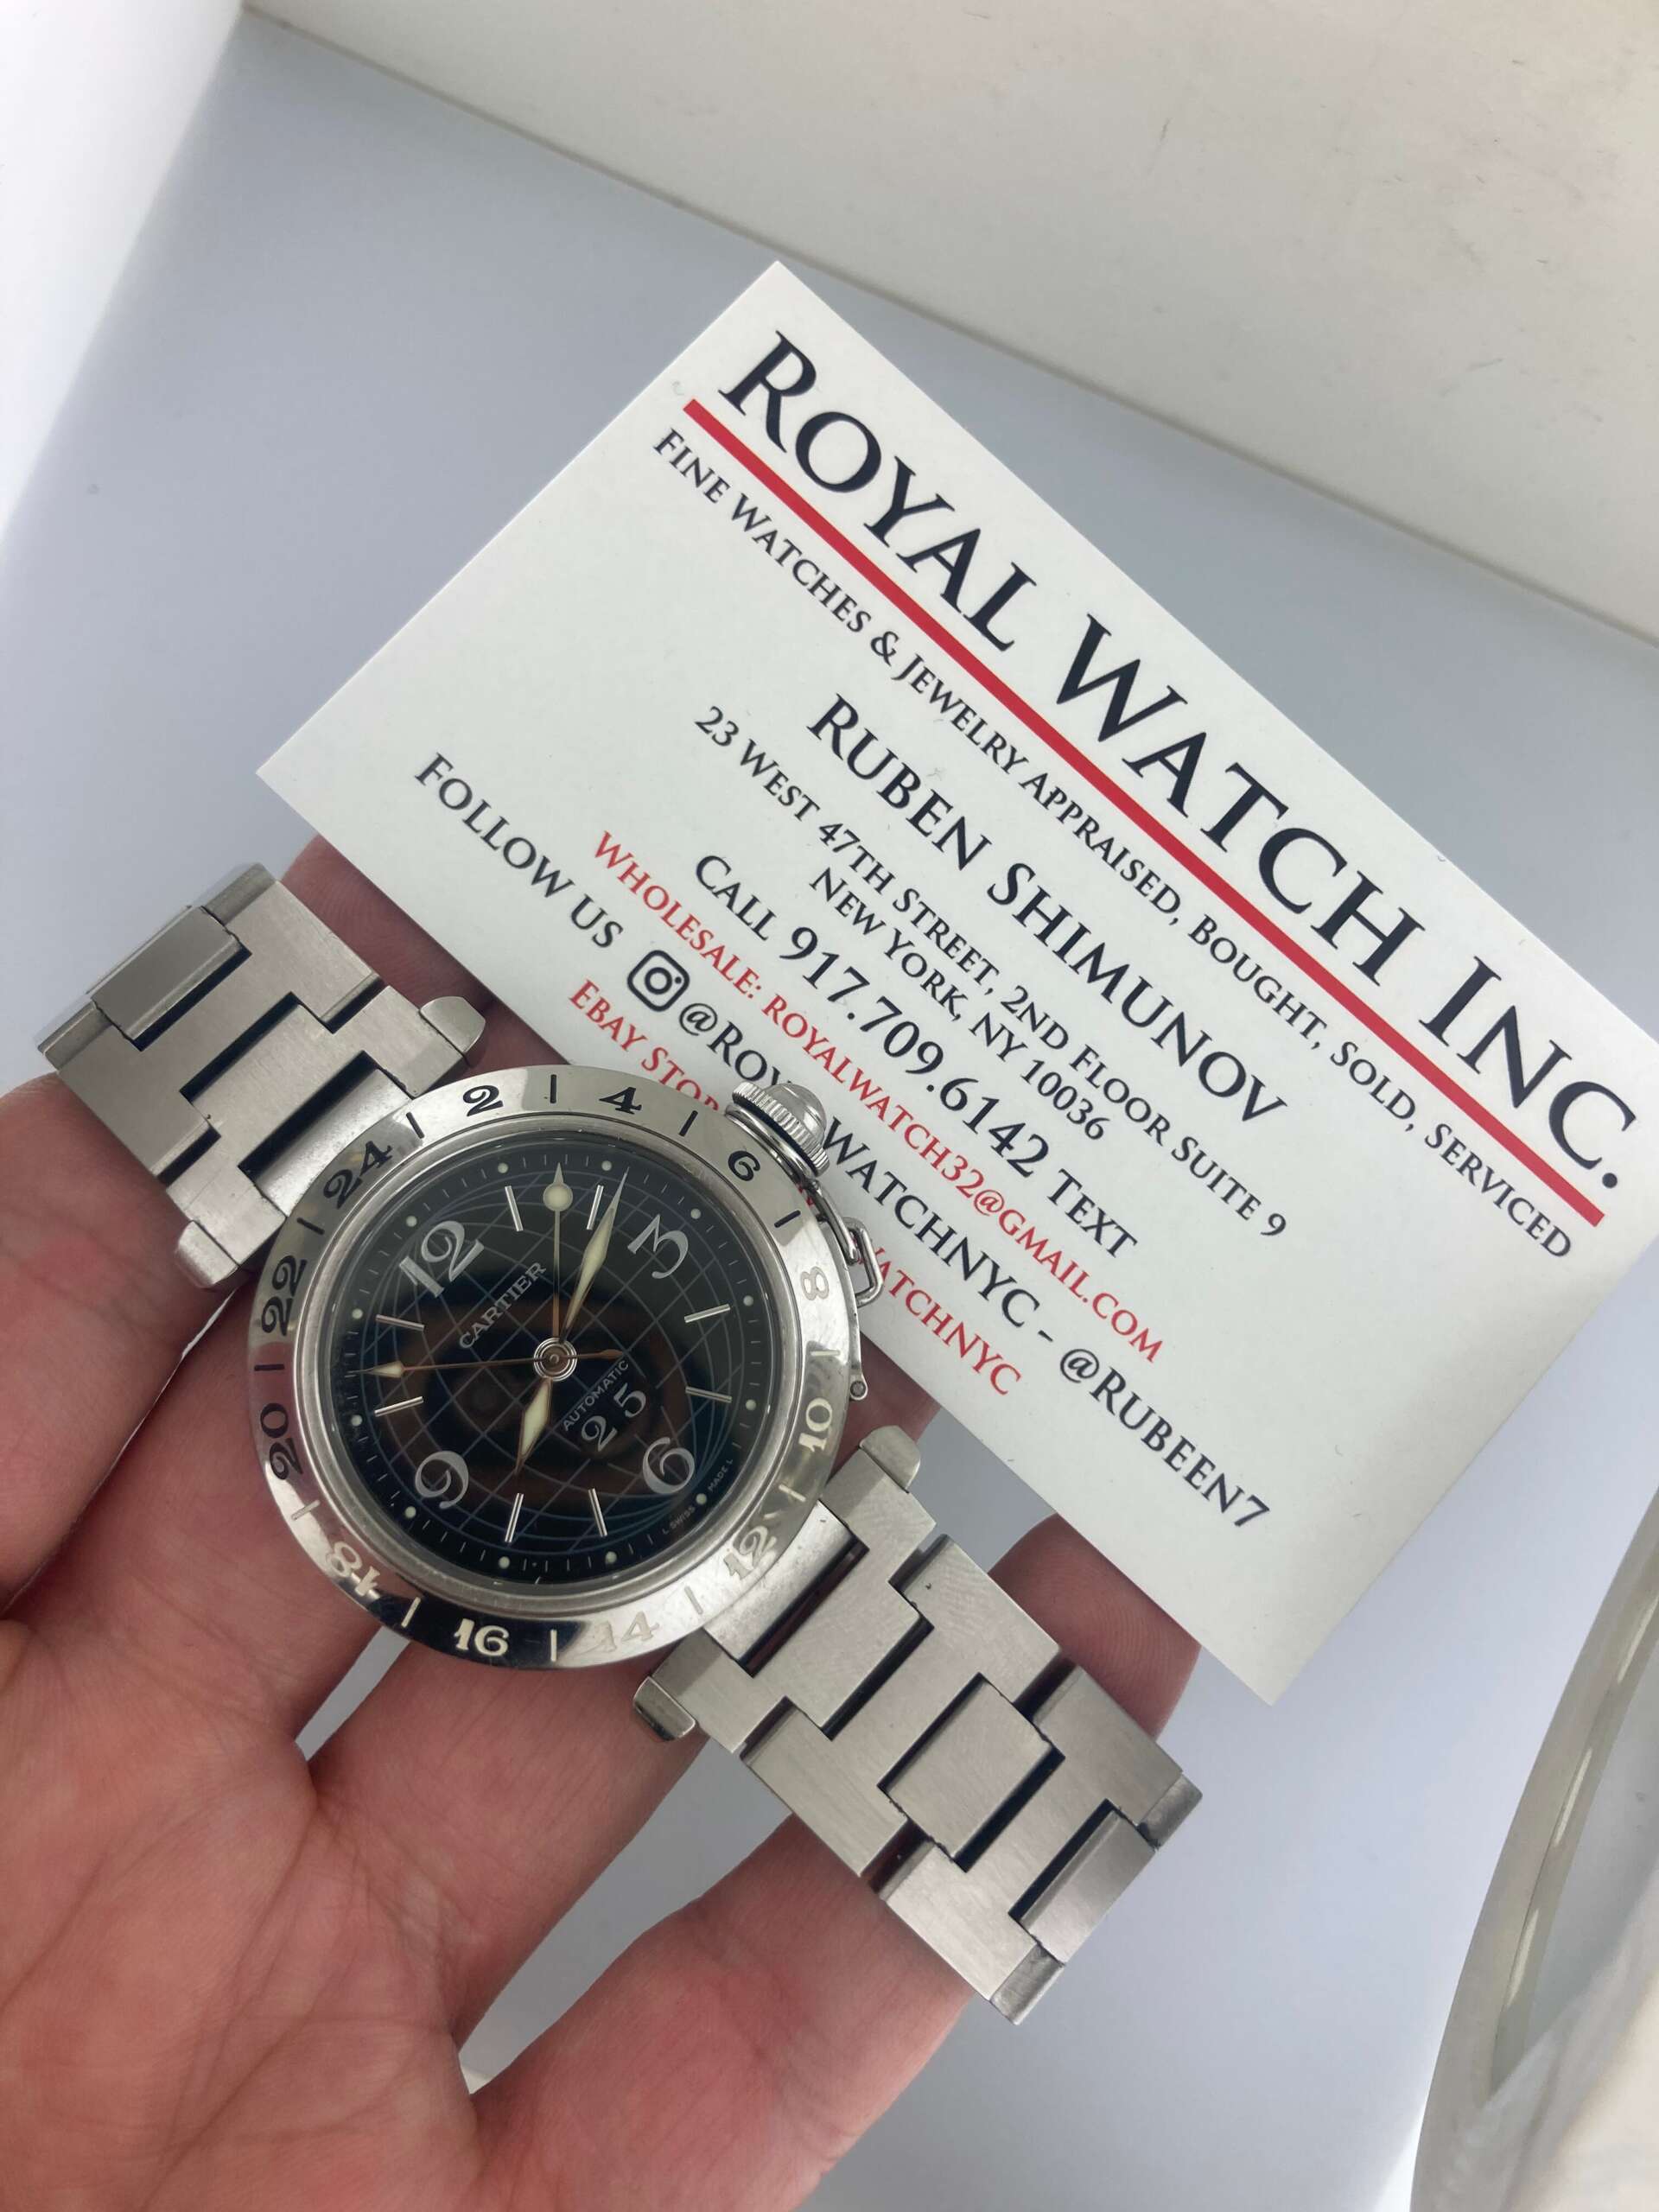 ROYAL WATCH INC.
FINE WATCHES & JEWELRY APPRAISED, BOUGHT, SOLD, SERVICED
RUBEN SHIMUNOV
23 WEST 47TH STREET, 2ND FLOOR SUITE 9
NEW YORK, NY 10036
CALL 917.709.6142 TEXT
WHOLESALE: ROYALWATCH32@GMAIL.COM
FOLLOW US @ROY WATCHNYC - @RUBEEN7
EBAY STOR WATCHNYC
2 4 6 8 10 12 14 16 18 20 22 24
12 3 6 9
CARTIER
AUTOMATIC
25
SWISS MADE